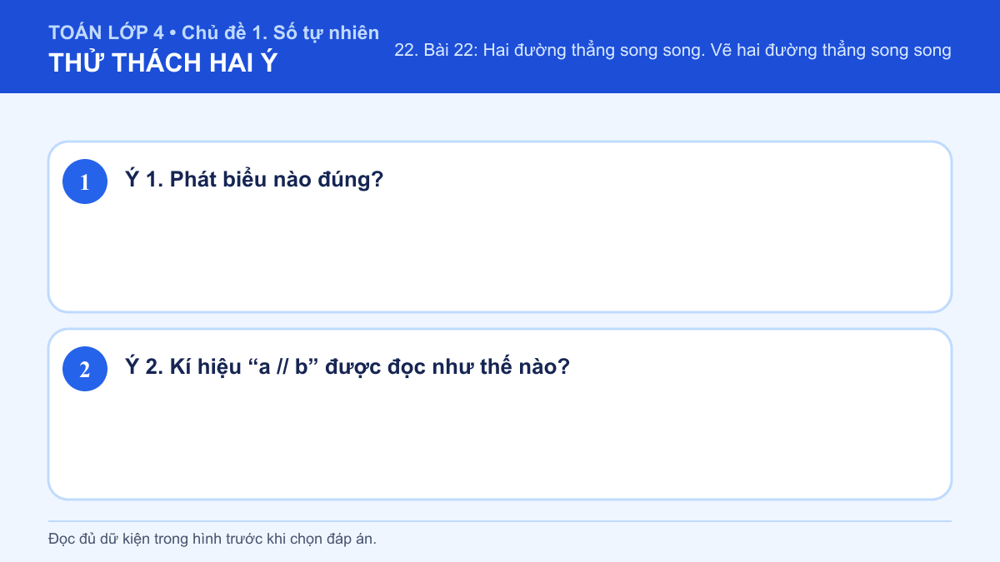 TOÁN LỚP 4 • Chủ đề 1. Số tự nhiên
THỬ THÁCH HAI Ý
22. Bài 22: Hai đường thẳng song song. Vẽ hai đường thẳng song song
1
Ý 1. Phát biểu nào đúng?
2
Ý 2. Kí hiệu “a // b” được đọc như thế nào?
Đọc đủ dữ kiện trong hình trước khi chọn đáp án.